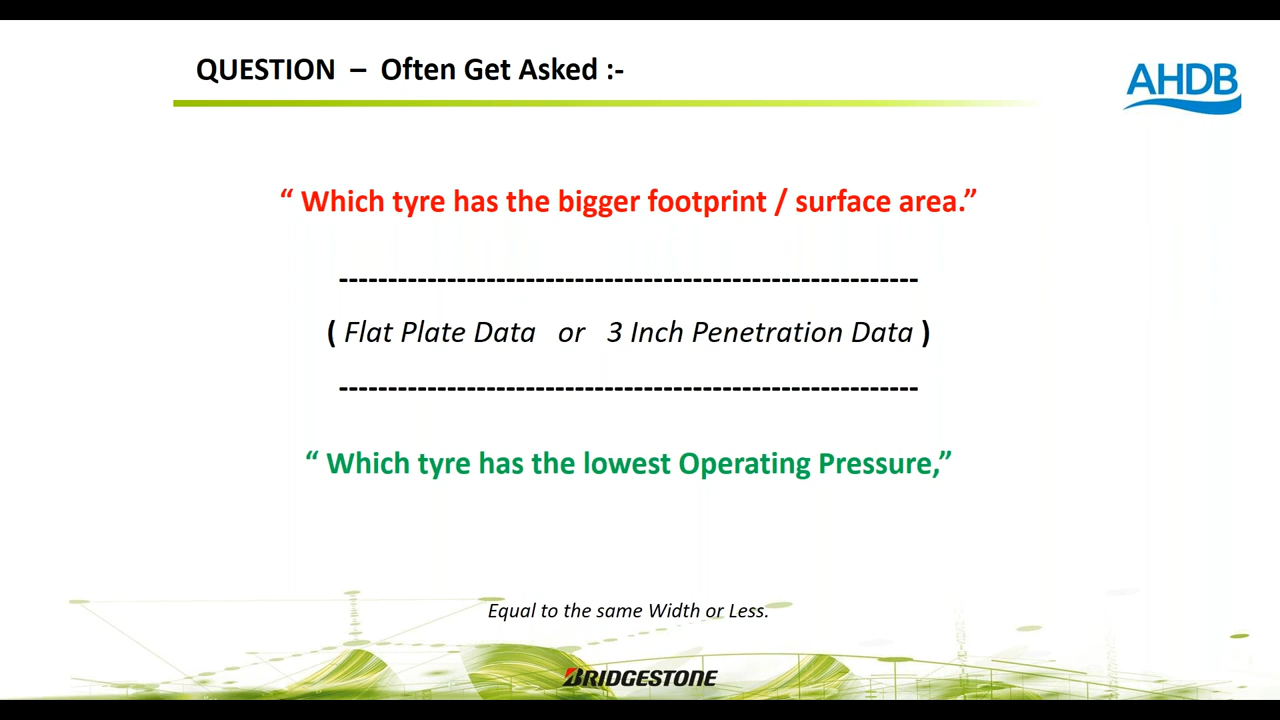 QUESTION – Often Get Asked :-
AHDB
“ Which tyre has the bigger footprint / surface area.”
-----------------------------------------------------------
( Flat Plate Data or 3 Inch Penetration Data )
-----------------------------------------------------------
“ Which tyre has the lowest Operating Pressure,”
Equal to the same Width or Less.
BRIDGESTONE